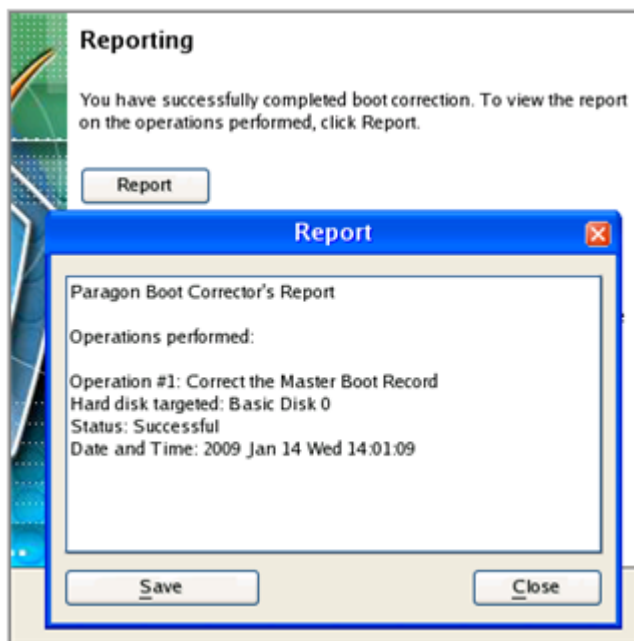 Reporting
You have successfully completed boot correction. To view the report
on the operations performed, click Report.
Report
Report
Paragon Boot Corrector's Report
Operations performed:
Operation #1: Correct the Master Boot Record
Hard disk targeted: Basic Disk 0
Status: Successful
Date and Time: 2009 Jan 14 Wed 14:01:09
Save
Close